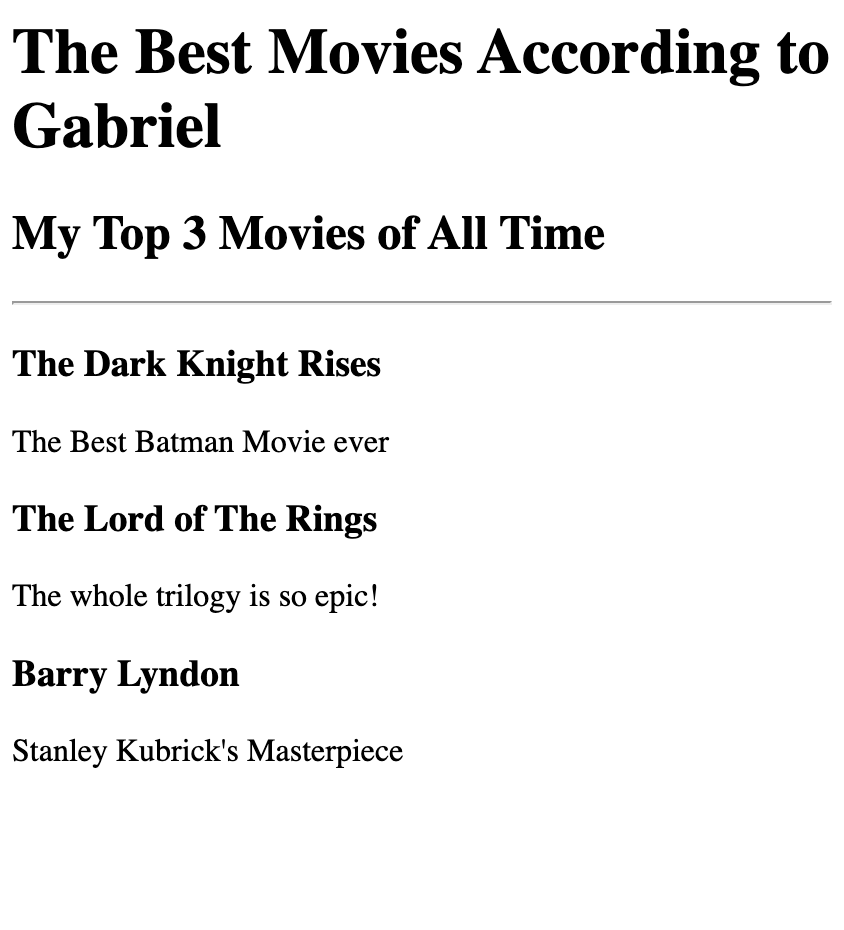 The Best Movies According to
Gabriel
My Top 3 Movies of All Time
The Dark Knight Rises
The Best Batman Movie ever
The Lord of The Rings
The whole trilogy is so epic!
Barry Lyndon
Stanley Kubrick's Masterpiece